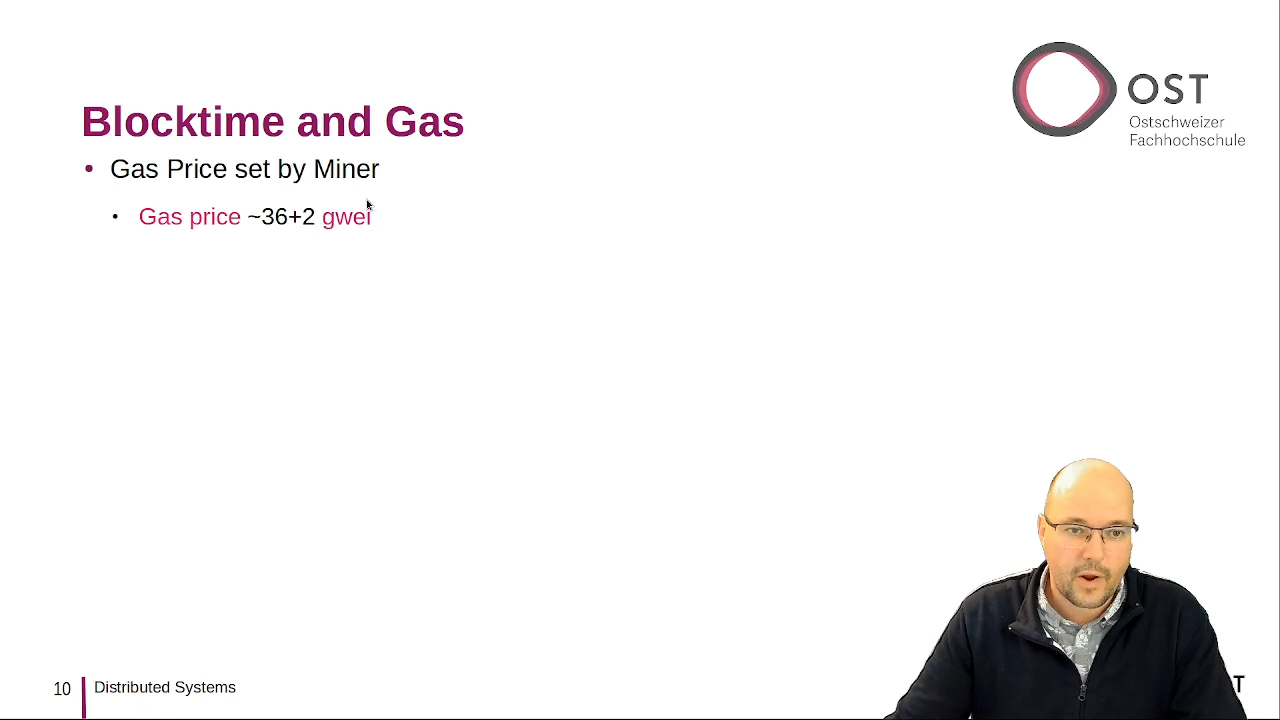 OST
Ostschweizer
Fachhochschule
Blocktime and Gas
• Gas Price set by Miner
• Gas price ~36+2 gwei
10 Distributed Systems
T